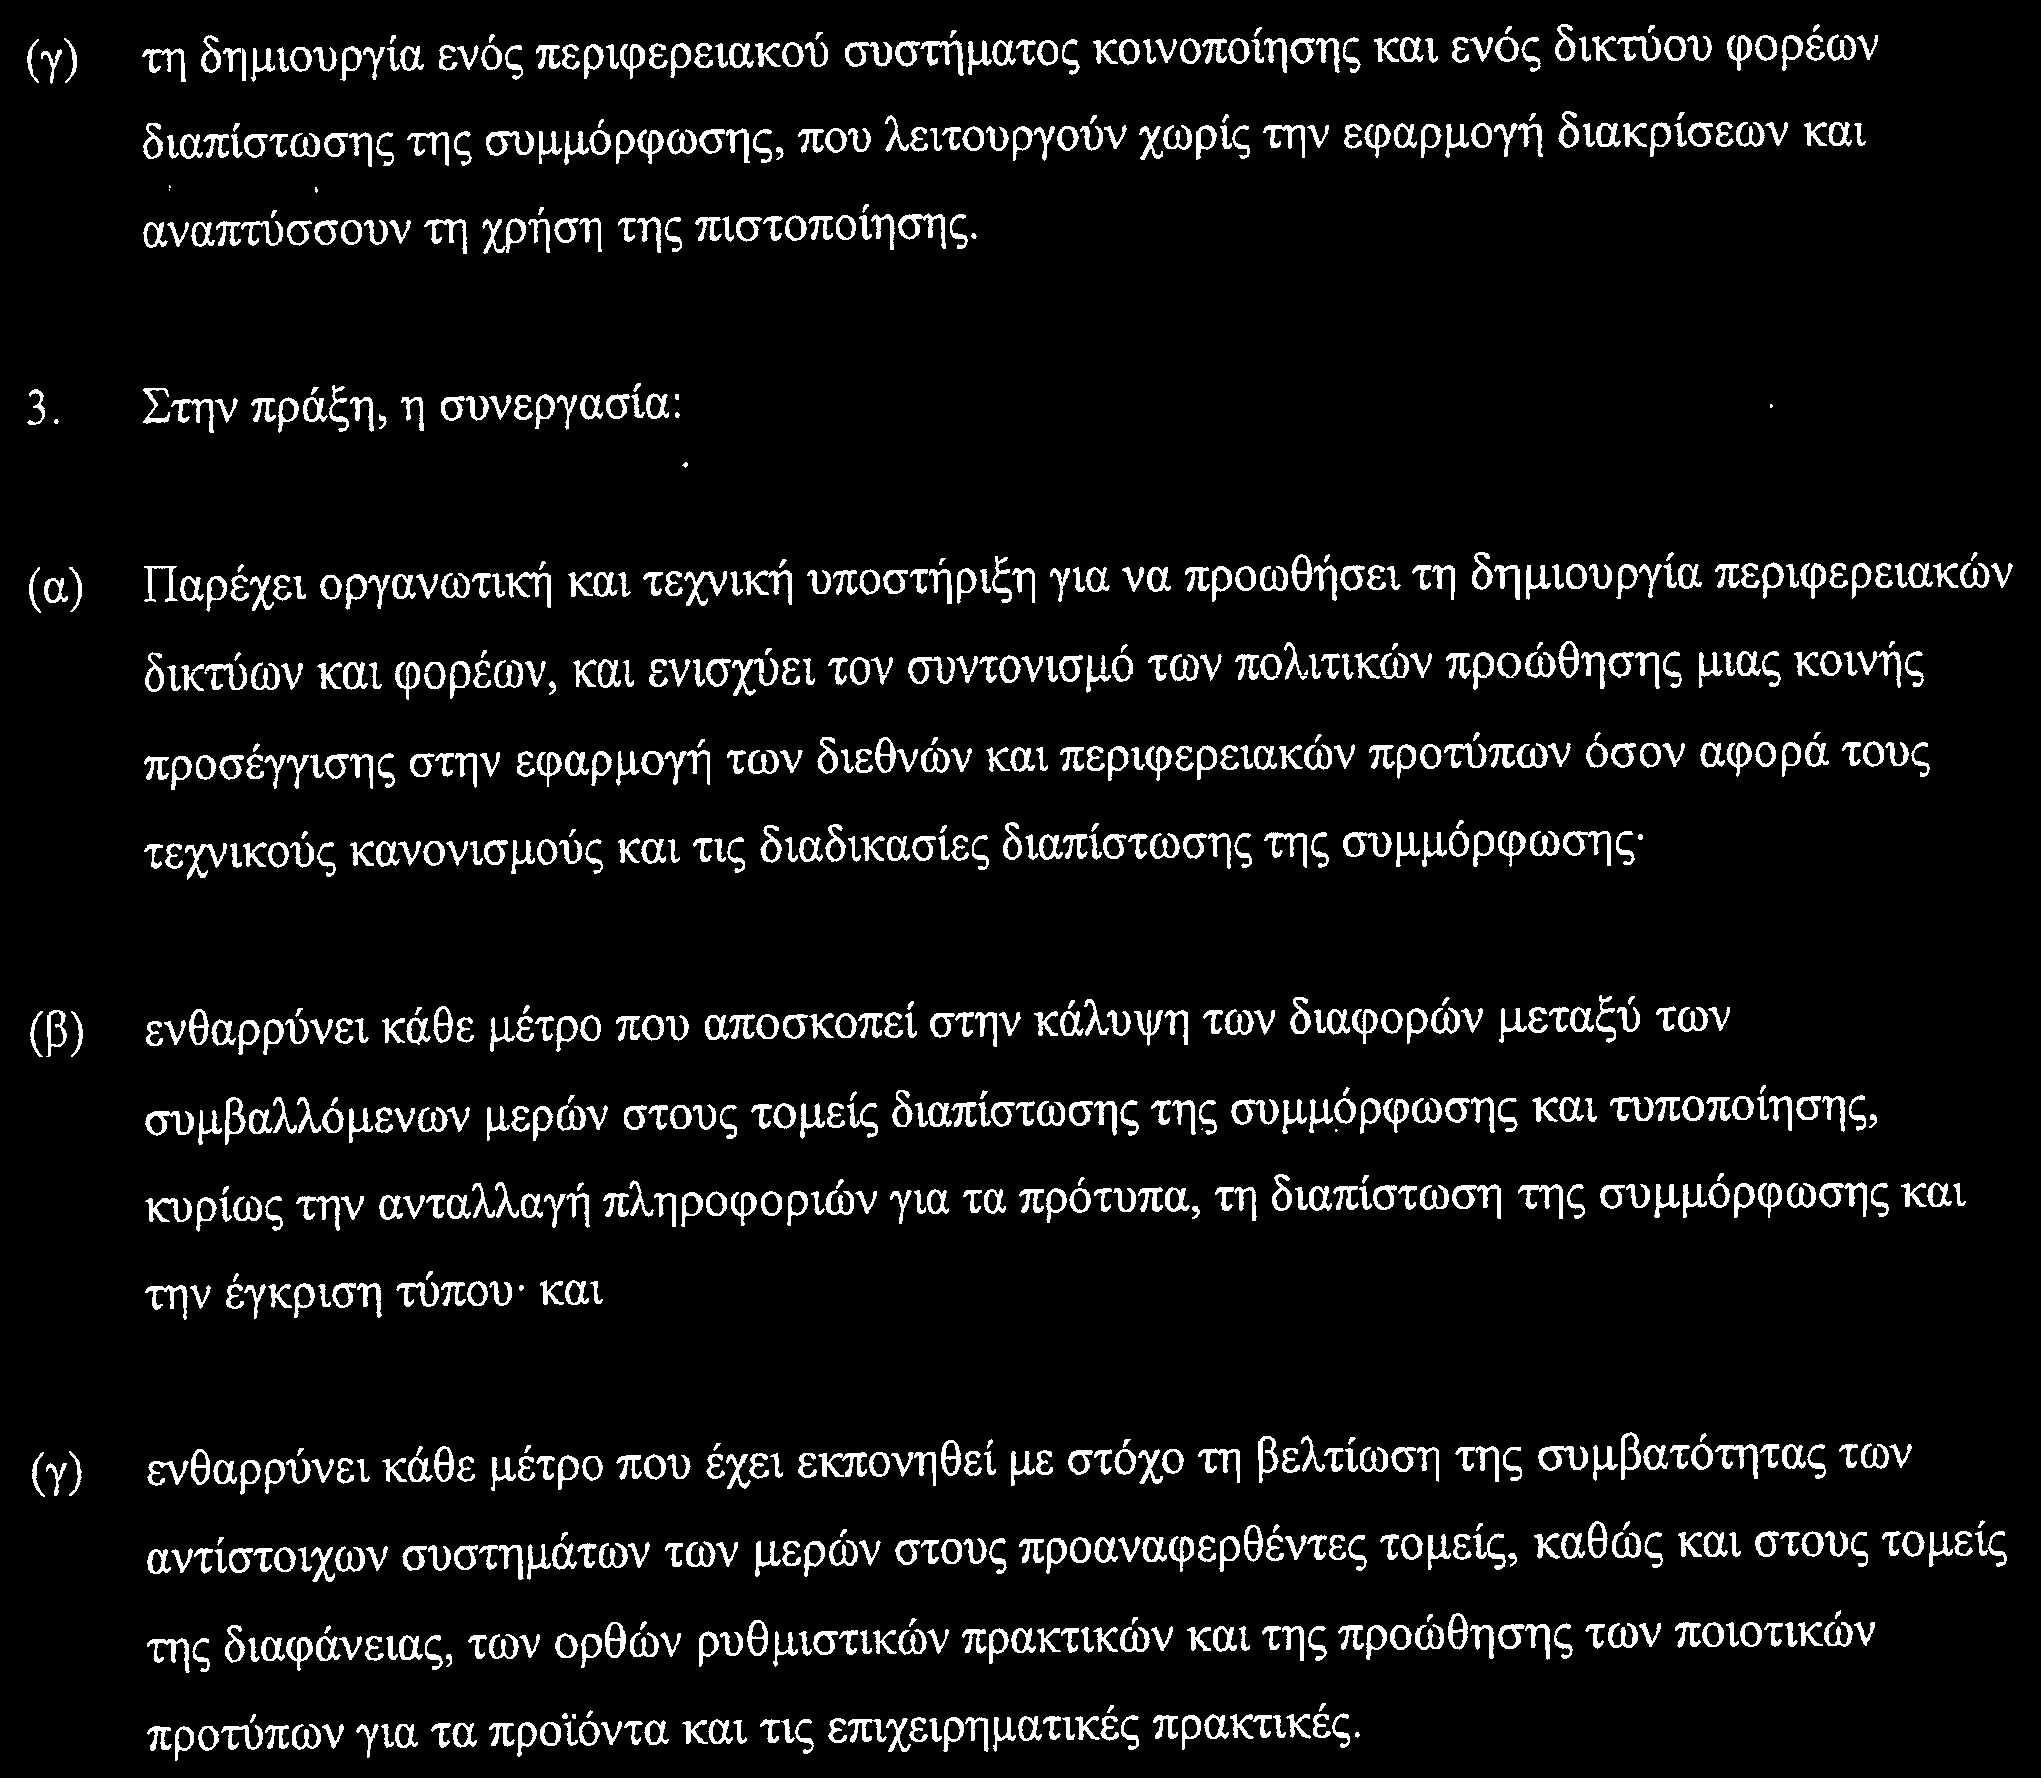 (γ) τη δημιουργία ενός περιφερειακού συστήματος κοινοποίησης και ενός δικτύου φορέων
διαπίστωσης της συμμόρφωσης, που λειτουργούν χωρίς την εφαρμογή διακρίσεων και
αναπτύσσουν τη χρήση της πιστοποίησης.
3. Στην πράξη, η συνεργασία:
(α) Παρέχει οργανωτική και τεχνική υποστήριξη για να προωθήσει τη δημιουργία περιφερειακών
δικτύων και φορέων, και ενισχύει τον συντονισμό των πολιτικών προώθησης μιας κοινής
προσέγγισης στην εφαρμογή των διεθνών και περιφερειακών προτύπων όσον αφορά τους
τεχνικούς κανονισμούς και τις διαδικασίες διαπίστωσης της συμμόρφωσης·
(β) ενθαρρύνει κάθε μέτρο που αποσκοπεί στην κάλυψη των διαφορών μεταξύ των
συμβαλλόμενων μερών στους τομείς διαπίστωσης της συμμόρφωσης και τυποποίησης,
κυρίως την ανταλλαγή πληροφοριών για τα πρότυπα, τη διαπίστωση της συμμόρφωσης και
την έγκριση τύπου· και
(γ) ενθαρρύνει κάθε μέτρο που έχει εκπονηθεί με στόχο τη βελτίωση της συμβατότητας των
αντίστοιχων συστημάτων των μερών στους προαναφερθέντες τομείς, καθώς και στους τομείς
της διαφάνειας, των ορθών ρυθμιστικών πρακτικών και της προώθησης των ποιοτικών
προτύπων για τα προϊόντα και τις επιχειρηματικές πρακτικές.